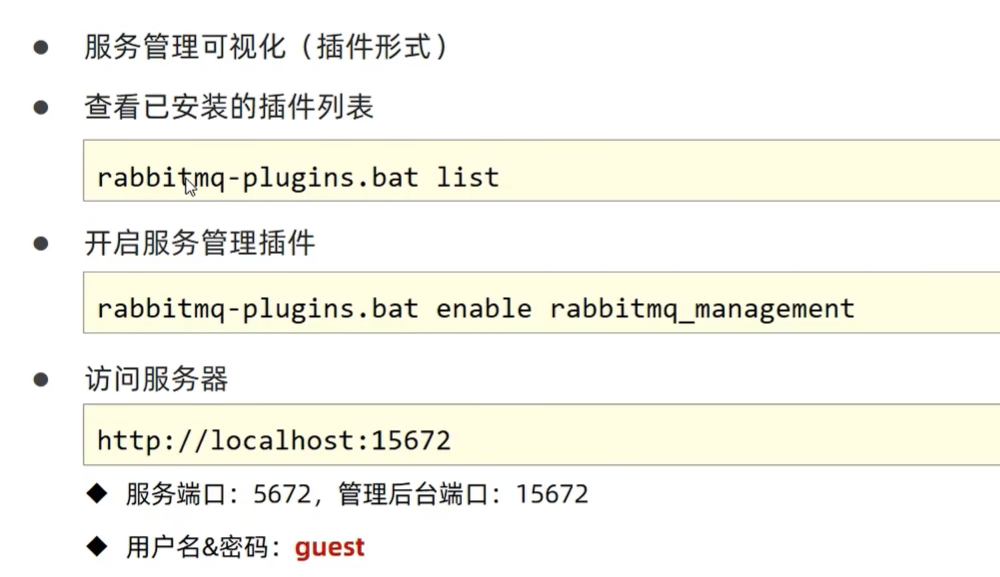 ● 服务管理可视化（插件形式）
● 查看已安装的插件列表
rabbitmq-plugins.bat list
● 开启服务管理插件
rabbitmq-plugins.bat enable rabbitmq_management
● 访问服务器
http://localhost:15672
◆ 服务端口：5672，管理后台端口：15672
◆ 用户名&密码：guest